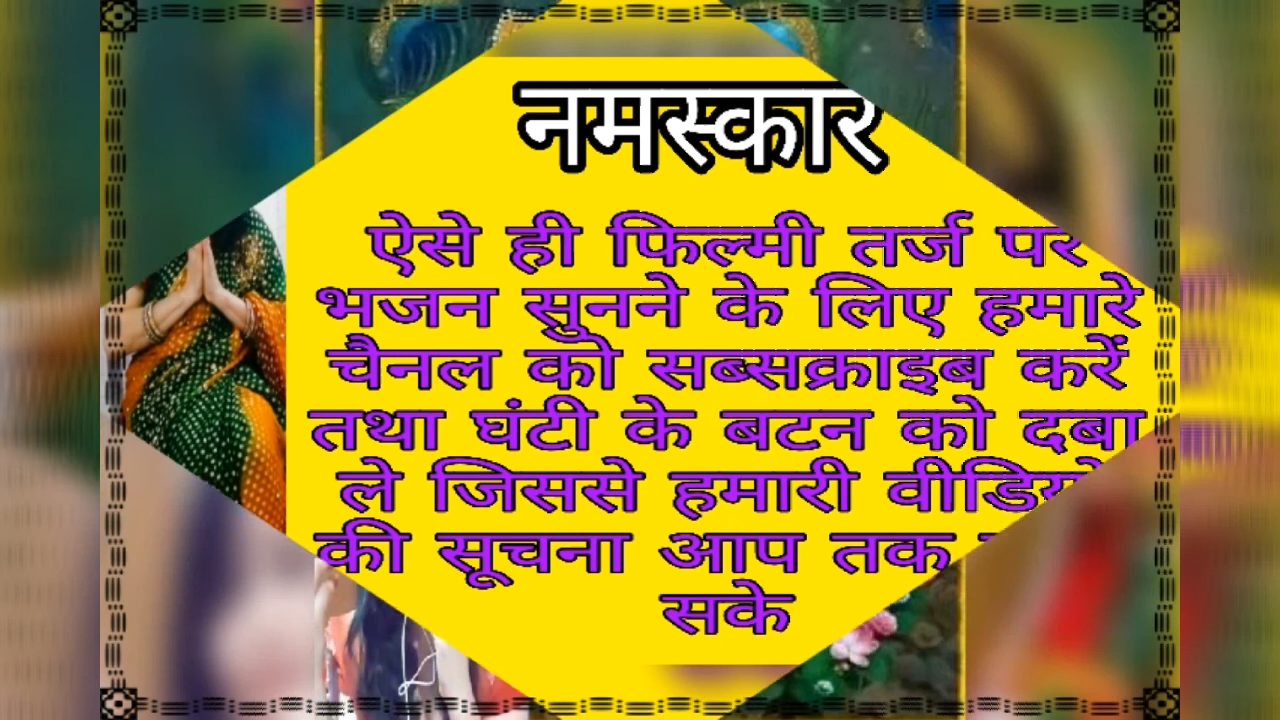 नमस्कार
ऐसे ही फिल्मी तर्ज पर
भजन सुनने के लिए हमारे
चैनल को सब्सक्राइब करें
तथा घंटी के बटन को दबा
ले जिससे हमारी वीडियो
की सूचना आप तक
सके